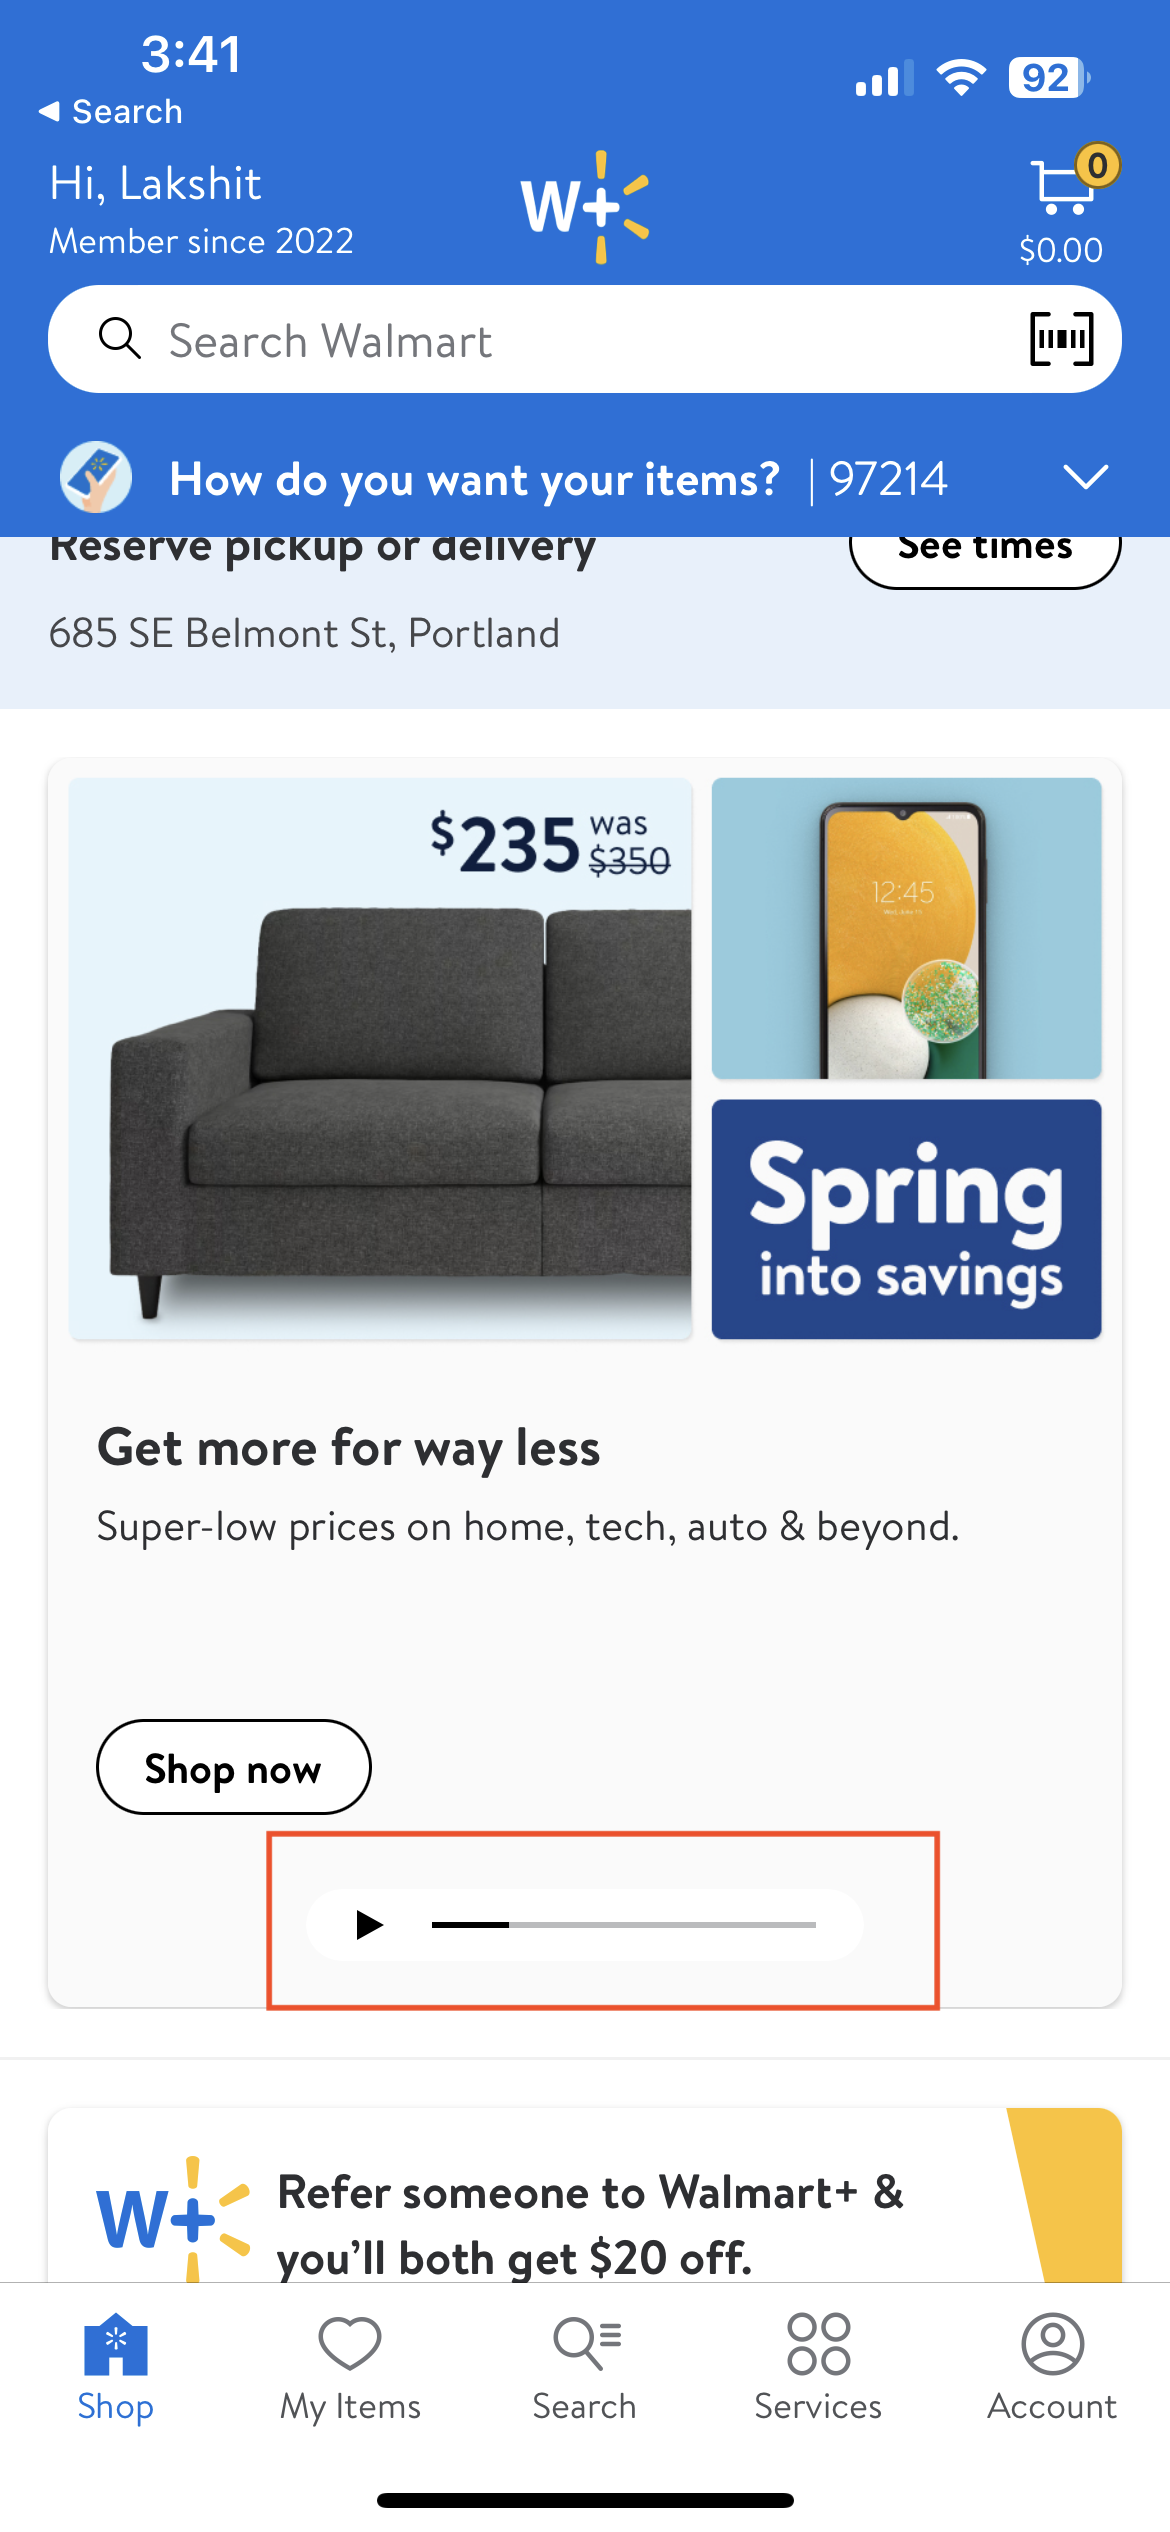 3:41
92
Search
Hi, Lakshit
Member since 2022
W+
0
$0.00
Search Walmart
How do you want your items? | 97214
Reserve pickup or delivery
See times
685 SE Belmont St, Portland
$235 was $350
12:45
Spring
into savings
Get more for way less
Super-low prices on home, tech, auto & beyond.
Shop now
W+
Refer someone to Walmart+ &
you'll both get $20 off.
Shop
My Items
Search
Services
Account